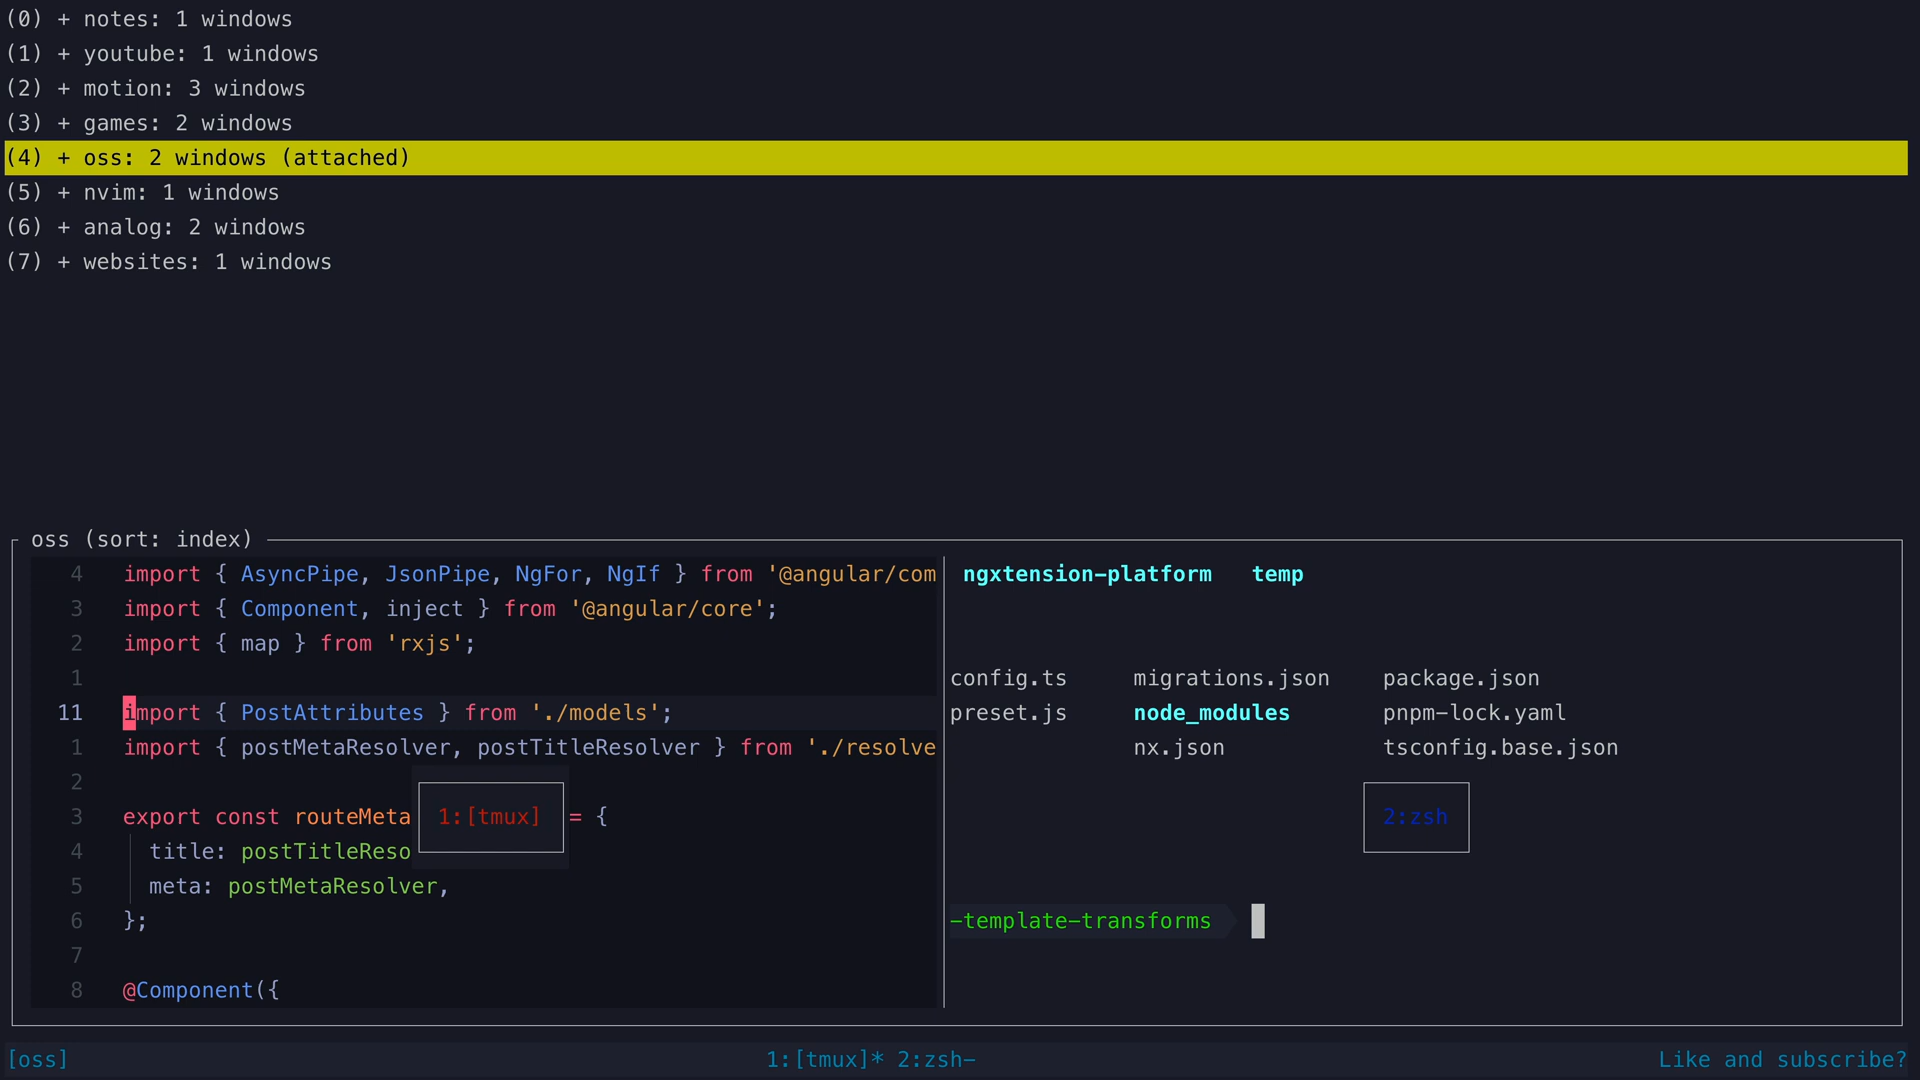 (0) + notes: 1 windows
(1) + youtube: 1 windows
(2) + motion: 3 windows
(3) + games: 2 windows
(4) + oss: 2 windows (attached)
(5) + nvim: 1 windows
(6) + analog: 2 windows
(7) + websites: 1 windows
oss (sort: index)
4 import { AsyncPipe, JsonPipe, NgFor, NgIf } from '@angular/com
3 import { Component, inject } from '@angular/core';
2 import { map } from 'rxjs';
1
11 import { PostAttributes } from './models';
1 import { postMetaResolver, postTitleResolver } from './resolve
2
3 export const routeMeta = {
4 title: postTitleReso
5 meta: postMetaResolver,
6 };
7
8 @Component({
1:[tmux]
ngxtension-platform temp
config.ts migrations.json package.json
preset.js node_modules pnpm-lock.yaml
nx.json tsconfig.base.json
2:zsh
-template-transforms
[oss] 1:[tmux]* 2:zsh- Like and subscribe?